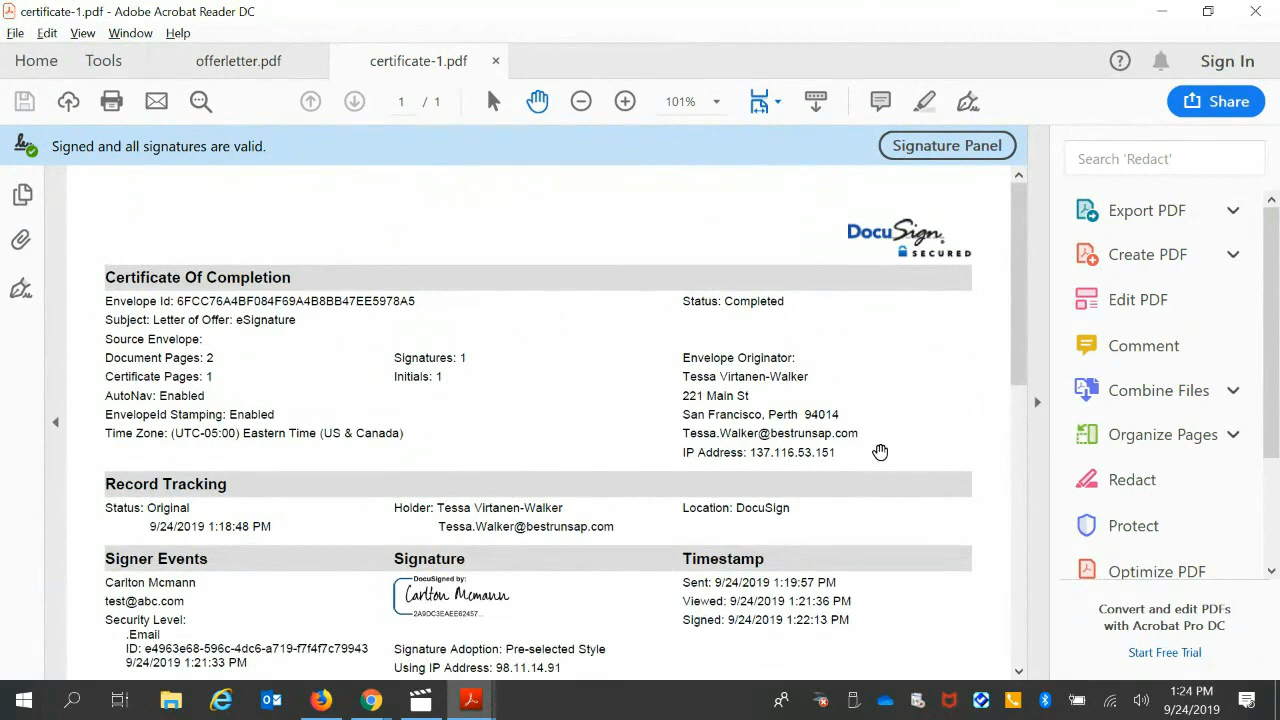 certificate-1.pdf - Adobe Acrobat Reader DC
File Edit View Window Help
Home Tools offerletter.pdf certificate-1.pdf × ? Sign In
1 / 1 101% Share
Signed and all signatures are valid. Signature Panel
Search 'Redact'
DocuSign
SECURED
Certificate Of Completion
Envelope Id: 6FCC76A4BF084F69A4B8BB47EE5978A5 Status: Completed
Subject: Letter of Offer: eSignature
Source Envelope:
Document Pages: 2 Signatures: 1 Envelope Originator:
Certificate Pages: 1 Initials: 1 Tessa Virtanen-Walker
AutoNav: Enabled 221 Main St
EnvelopeId Stamping: Enabled San Francisco, Perth 94014
Time Zone: (UTC-05:00) Eastern Time (US & Canada) Tessa.Walker@bestrunsap.com
IP Address: 137.116.53.151
Record Tracking
Status: Original Holder: Tessa Virtanen-Walker Location: DocuSign
9/24/2019 1:18:48 PM Tessa.Walker@bestrunsap.com
Signer Events Signature Timestamp
Carlton Mcmann DocuSigned by: Sent: 9/24/2019 1:19:57 PM
test@abc.com Carlton Mcmann Viewed: 9/24/2019 1:21:36 PM
Security Level: 2A9DC3EAEE62457... Signed: 9/24/2019 1:22:13 PM
.Email
ID: e4963e68-596c-4dc6-a719-f7f4f7c79943 Signature Adoption: Pre-selected Style
9/24/2019 1:21:33 PM Using IP Address: 98.11.14.91
Export PDF
Create PDF
Edit PDF
Comment
Combine Files
Organize Pages
Redact
Protect
Optimize PDF
Convert and edit PDFs
with Acrobat Pro DC
Start Free Trial
1:24 PM
9/24/2019